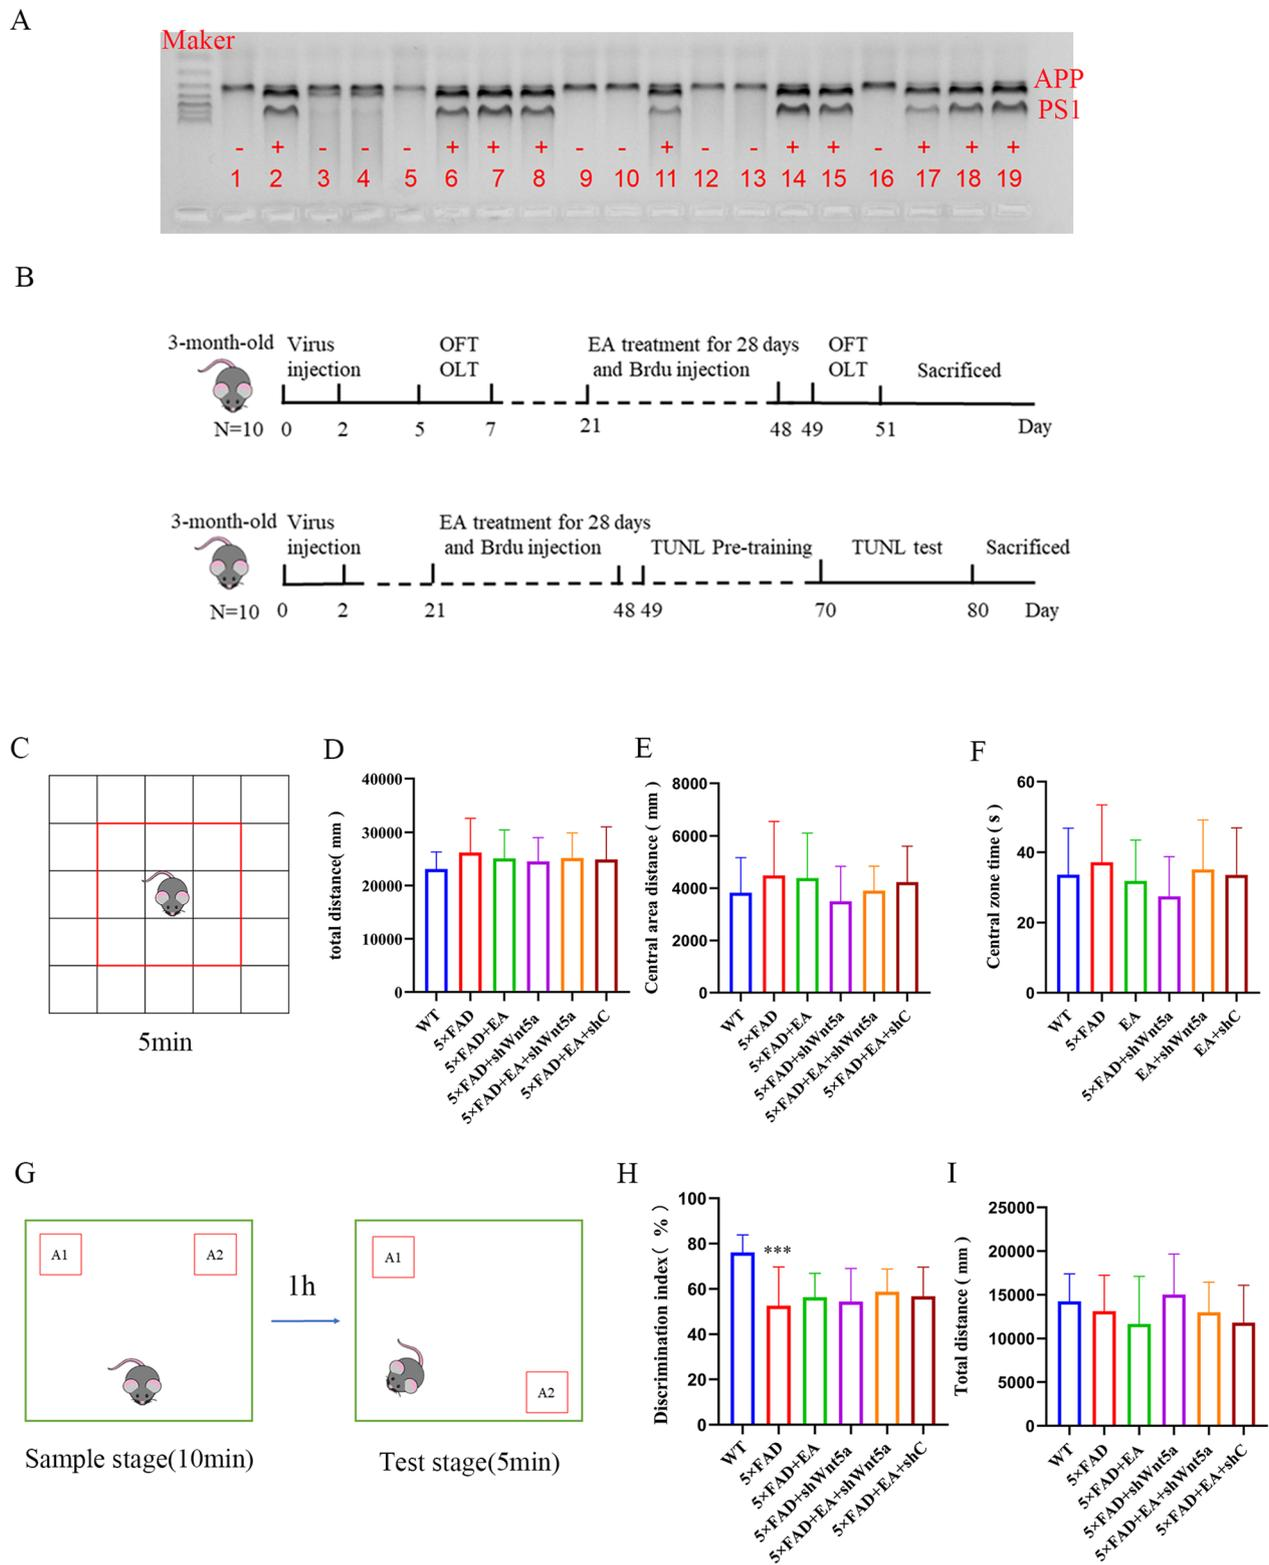 A
Maker
APP
PS1
- + - - - + + + - - + - - + + - + + +
1 2 3 4 5 6 7 8 9 10 11 12 13 14 15 16 17 18 19
B
3-month-old
Virus
injection
OFT
OLT
EA treatment for 28 days
and Brdu injection
OFT
OLT
Sacrificed
N=10
0 2 5 7 21 48 49 51 Day
3-month-old
Virus
injection
EA treatment for 28 days
and Brdu injection
TUNL Pre-training
TUNL test
Sacrificed
N=10
0 2 21 48 49 70 80 Day
C
5min
D
total distance( mm )
40000
30000
20000
10000
0
WT
5×FAD
5×FAD+EA
5×FAD+shWnt5a
5×FAD+EA+shWnt5a
5×FAD+EA+shC
E
Central area distance ( mm )
8000
6000
4000
2000
0
WT
5×FAD
5×FAD+EA
5×FAD+shWnt5a
5×FAD+EA+shWnt5a
5×FAD+EA+shC
F
Central zone time ( s )
60
40
20
0
WT
5×FAD
EA
5×FAD+shWnt5a
EA+shWnt5a
EA+shC
G
A1
A2
Sample stage(10min)
1h
A1
A2
Test stage(5min)
H
Discrimination index( % )
100
80
60
40
20
0
***
WT
5×FAD
5×FAD+EA
5×FAD+shWnt5a
5×FAD+EA+shWnt5a
5×FAD+EA+shC
I
Total distance ( mm )
25000
20000
15000
10000
5000
0
WT
5×FAD
5×FAD+EA
5×FAD+shWnt5a
5×FAD+EA+shWnt5a
5×FAD+EA+shC